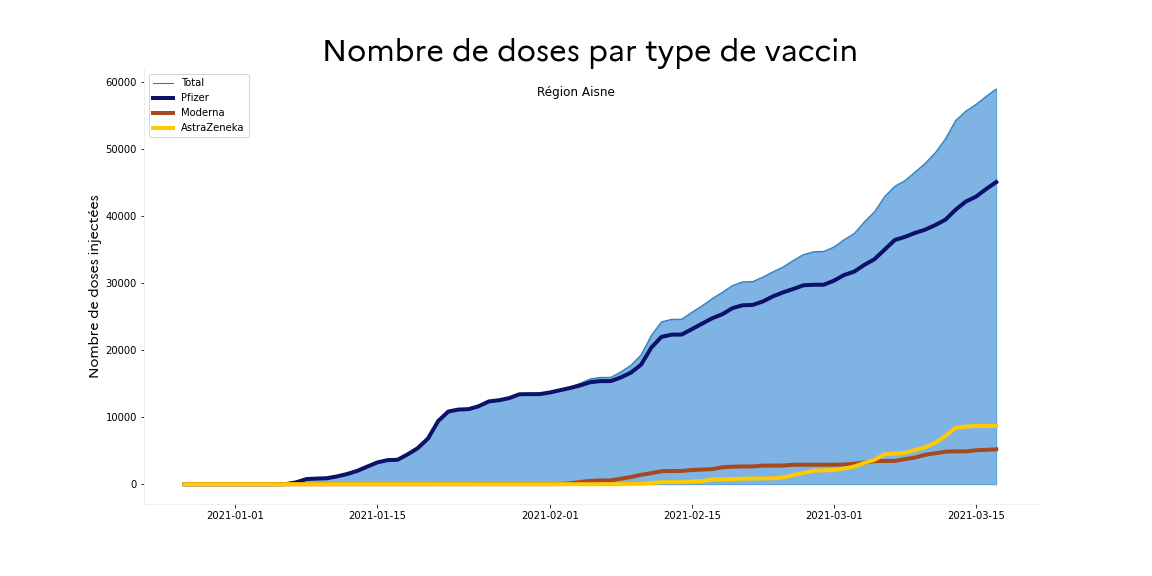 Nombre de doses par type de vaccin
Région Aisne
Total
Pfizer
Moderna
AstraZeneka
Nombre de doses injectées
60000
50000
40000
30000
20000
10000
0
2021-01-01
2021-01-15
2021-02-01
2021-02-15
2021-03-01
2021-03-15